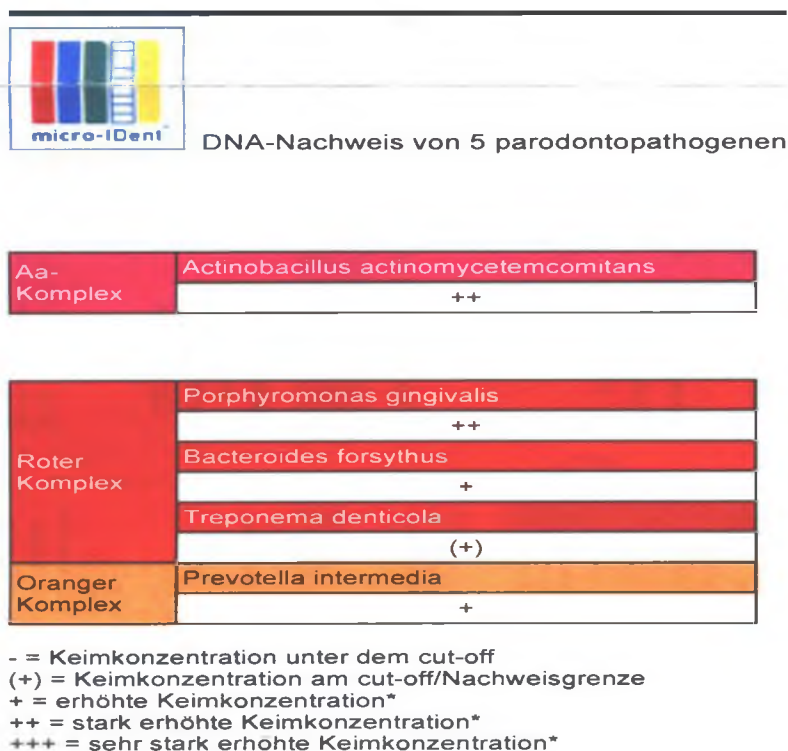 micro-IDent
DNA-Nachweis von 5 parodontopathogenen
Aa-
Komplex
Actinobacillus actinomycetemcomitans
++
Roter
Komplex
Porphyromonas gingivalis
++
Bacteroides forsythus
+
Treponema denticola
(+)
Oranger
Komplex
Prevotella intermedia
+
- = Keimkonzentration unter dem cut-off
(+) = Keimkonzentration am cut-off/Nachweisgrenze
+ = erhöhte Keimkonzentration*
++ = stark erhöhte Keimkonzentration*
+++ = sehr stark erhöhte Keimkonzentration*